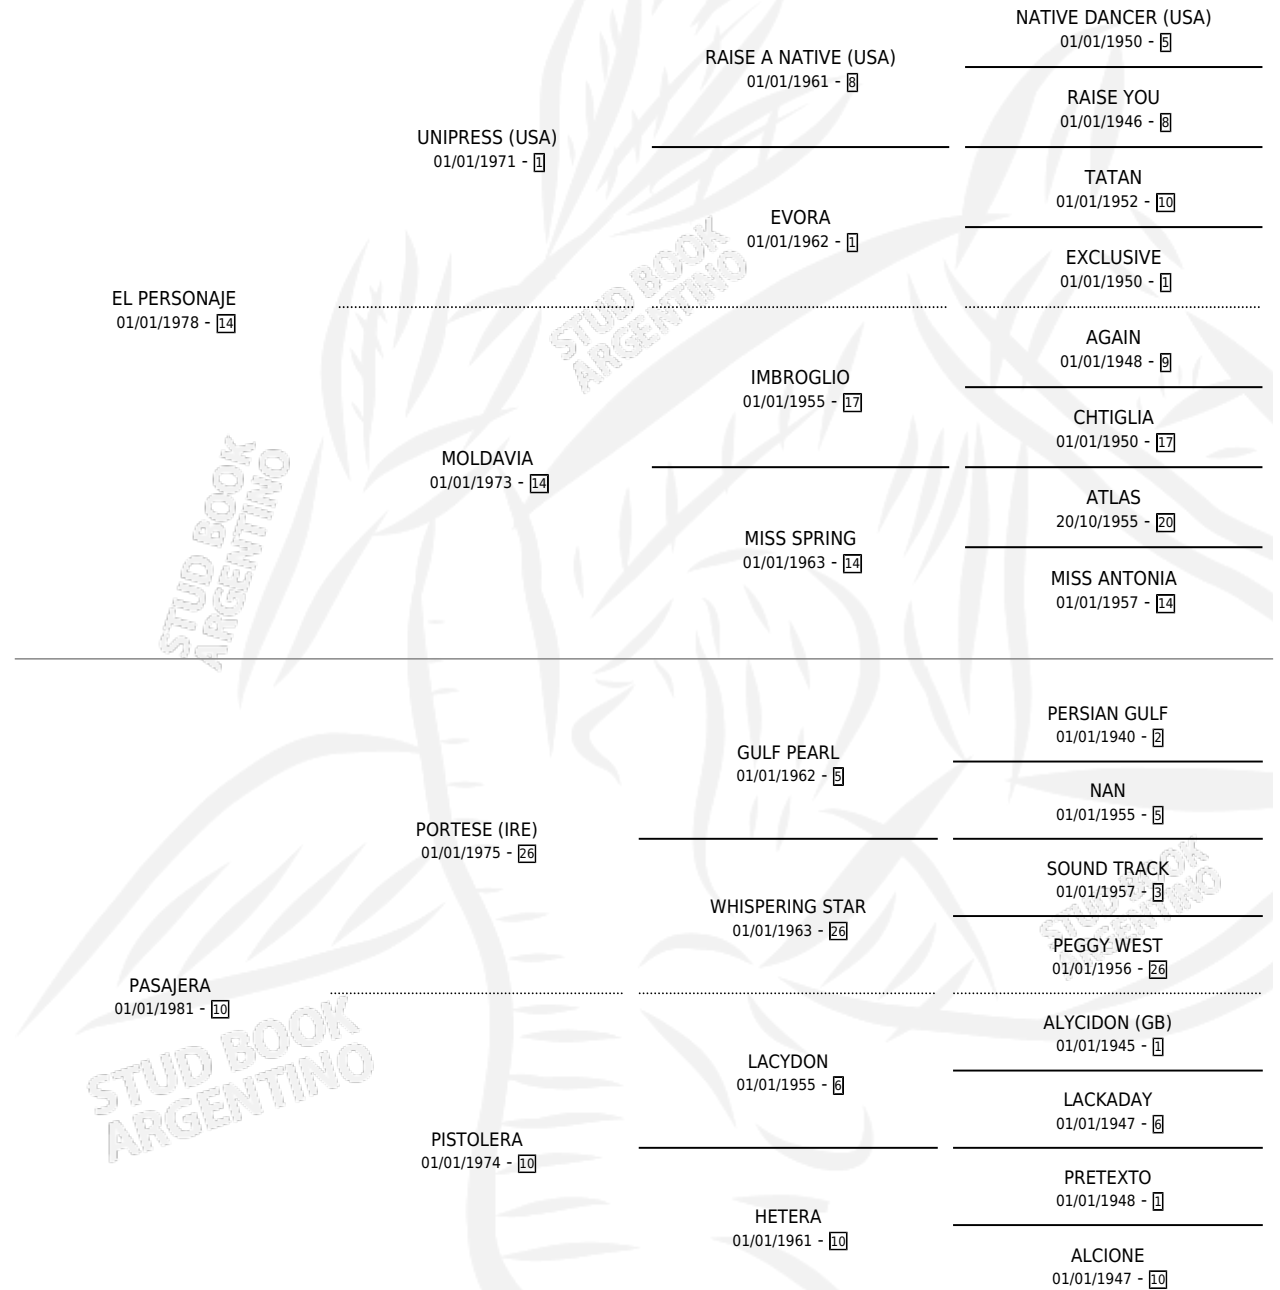 NATIVE DANCER (USA)
01/01/1950 - 5
RAISE A NATIVE (USA)
01/01/1961 - 8
RAISE YOU
01/01/1946 - 8
UNIPRESS (USA)
01/01/1971 - 1
TATAN
01/01/1952 - 10
EVORA
01/01/1962 - 1
EXCLUSIVE
01/01/1950 - 1
EL PERSONAJE
01/01/1978 - 14
AGAIN
01/01/1948 - 9
IMBROGLIO
01/01/1955 - 17
CHTIGLIA
01/01/1950 - 17
MOLDAVIA
01/01/1973 - 14
ATLAS
20/10/1955 - 20
MISS SPRING
01/01/1963 - 14
MISS ANTONIA
01/01/1957 - 14
STUD BOOK
ARGENTINO
STUD BOOK
ARGENTINO
PERSIAN GULF
01/01/1940 - 2
GULF PEARL
01/01/1962 - 5
NAN
01/01/1955 - 5
PORTESE (IRE)
01/01/1975 - 26
SOUND TRACK
01/01/1957 - 3
WHISPERING STAR
01/01/1963 - 26
PEGGY WEST
01/01/1956 - 26
STUD BOOK
ARGENTINO
PASAJERA
01/01/1981 - 10
ALYCIDON (GB)
01/01/1945 - 1
LACYDON
01/01/1955 - 6
LACKADAY
01/01/1947 - 6
STUD BOOK
ARGENTINO
PISTOLERA
01/01/1974 - 10
PRETEXTO
01/01/1948 - 1
HETERA
01/01/1961 - 10
ALCIONE
01/01/1947 - 10